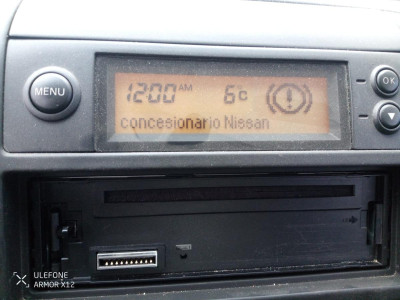 MENU
12:00 AM 6°C
OK
concesionario Nissan
ULEFONE
ARMOR X12